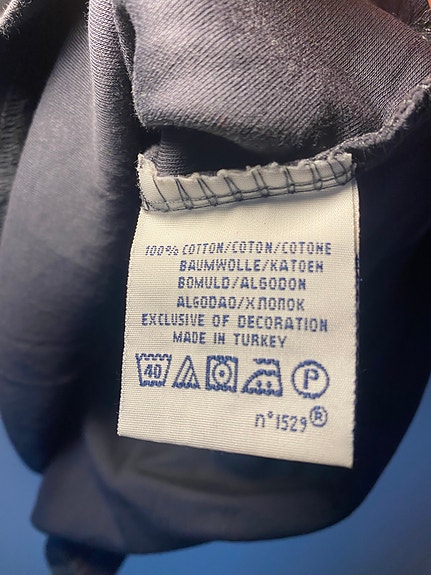 100% COTTON/COTON/COTONE
BAUMWOLLE/KATOEN
BOMULD/ALGODON
ALGODAO/ХЛОПОК
EXCLUSIVE OF DECORATION
MADE IN TURKEY
40 P
n°1529®